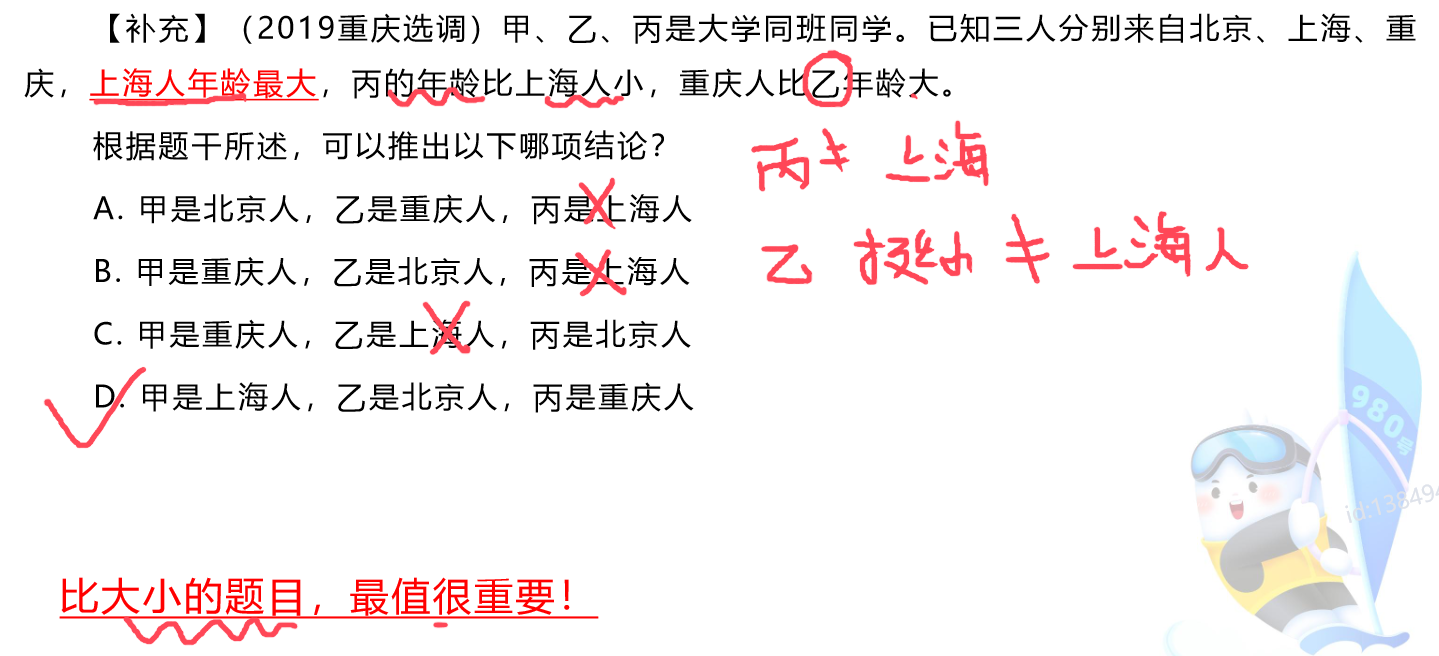 【补充】（2019重庆选调）甲、乙、丙是大学同班同学。已知三人分别来自北京、上海、重
庆，上海人年龄最大，丙的年龄比上海人小，重庆人比乙年龄大。
根据题干所述，可以推出以下哪项结论？
丙≠ 上海
A. 甲是北京人，乙是重庆人，丙是上海人
乙 挺小 ≠ 上海人
B. 甲是重庆人，乙是北京人，丙是上海人
C. 甲是重庆人，乙是上海人，丙是北京人
D. 甲是上海人，乙是北京人，丙是重庆人
980号
id:138494
比大小的题目，最值很重要！